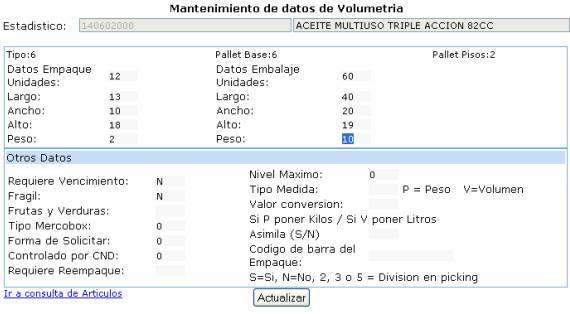 Mantenimiento de datos de Volumetria
Estadistico: 140602000 ACEITE MULTIUSO TRIPLE ACCION 82CC
Tipo:6 Pallet Base:6 Pallet Pisos:2
Datos Empaque Datos Embalaje
Unidades: 12 Unidades: 60
Largo: 13 Largo: 40
Ancho: 10 Ancho: 20
Alto: 18 Alto: 19
Peso: 2 Peso: 10
Otros Datos
Requiere Vencimiento: N
Fragil: N
Frutas y Verduras:
Tipo Mercobox: 0
Forma de Solicitar: 0
Controlado por CND: 0
Requiere Reempaque:
Nivel Maximo: 0
Tipo Medida: P = Peso V=Volumen
Valor conversion:
Si P poner Kilos / Si V poner Litros
Asimila (S/N)
Codigo de barra del
Empaque:
S=Si, N=No, 2, 3 o 5 = Division en picking
Ir a consulta de Articulos
Actualizar